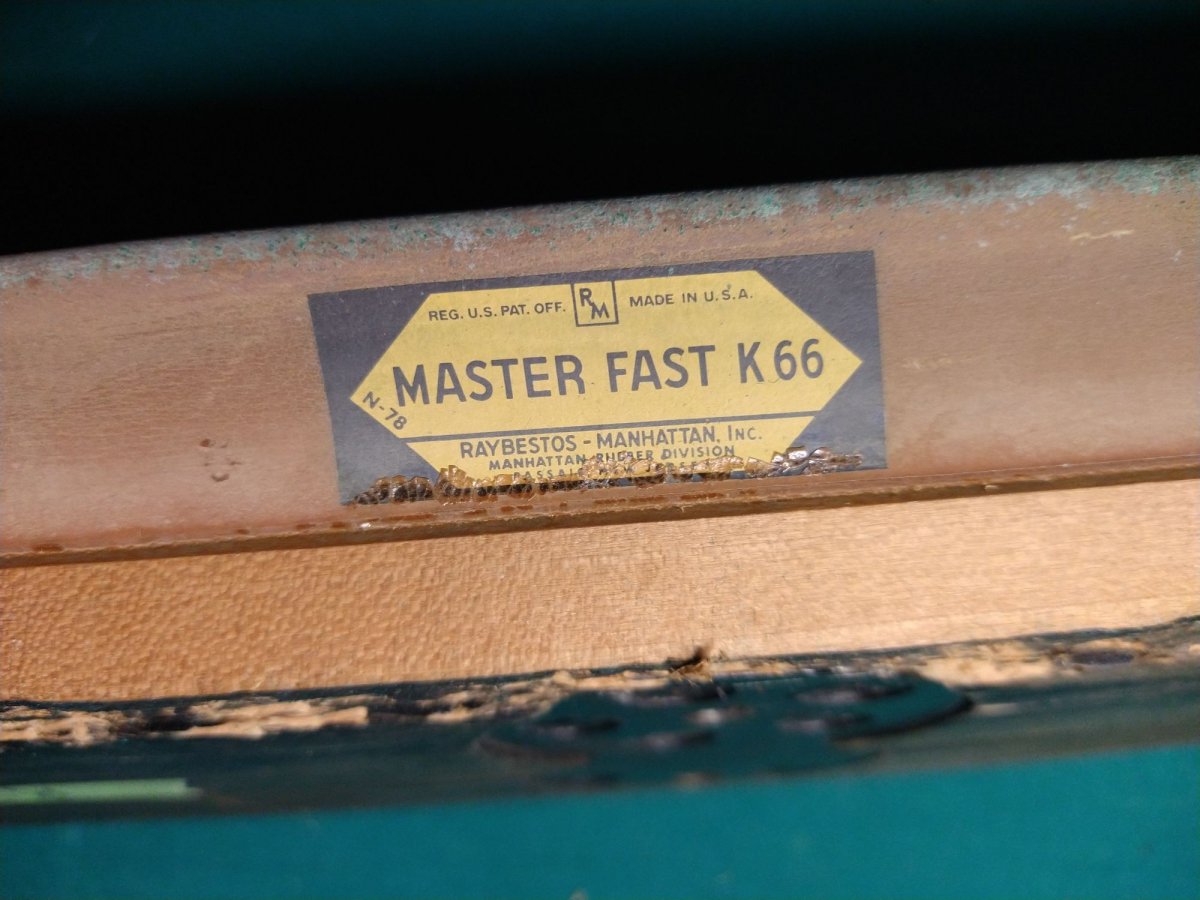 REG. U.S. PAT. OFF. RM MADE IN U.S.A.
MASTER FAST K66
N-78
RAYBESTOS - MANHATTAN, INC.
MANHATTAN RUBBER DIVISION